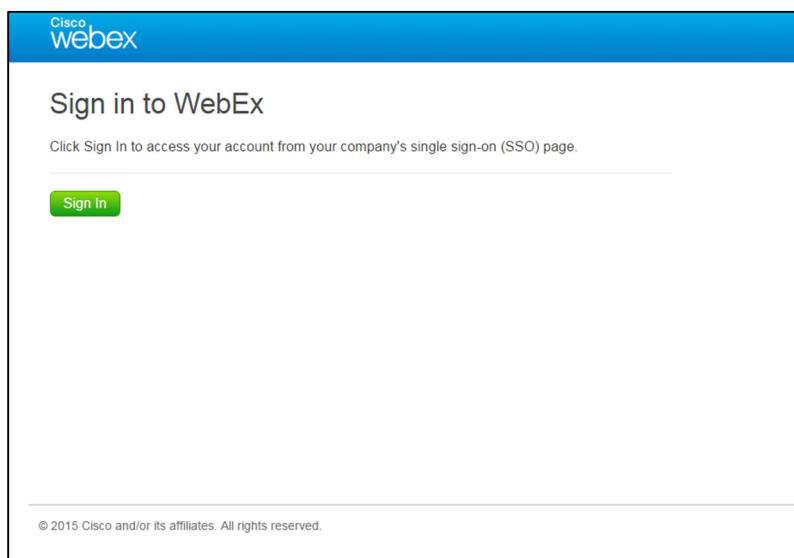 Cisco
webex
Sign in to WebEx
Click Sign In to access your account from your company's single sign-on (SSO) page.
Sign In
© 2015 Cisco and/or its affiliates. All rights reserved.